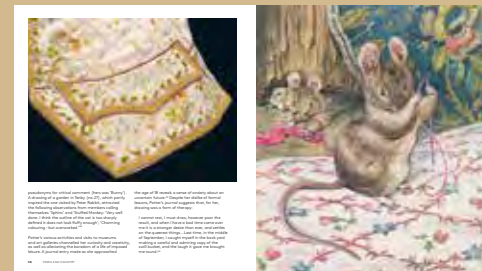 pseudonyms for critical comment (hers was 'Bunny').
A drawing of a garden in Tenby (no.27), which partly
inspired the one visited by Peter Rabbit, attracted
the following observations from members calling
themselves 'Sphinx' and 'Stuffed Monkey': 'Very well
done. I think the outline of the cat is too sharply
defined it does not look fluffy enough'; 'Charming
colouring – but overworked'.
Potter's various activities and visits to museums
and art galleries channelled her curiosity and creativity,
as well as alleviating the boredom of a life of imposed
leisure. A journal entry made as she approached
the age of 18 reveals a sense of anxiety about an
uncertain future. Despite her dislike of formal
lessons, Potter's journal suggests that, for her,
drawing was a form of therapy:
I cannot rest, I must draw, however poor the
result, and when I have a bad time come over
me it is a stronger desire than ever, and settles
on the queerest things... Last time, in the middle
of September, I caught myself in the back yard
making a careful and admiring copy of the
swill bucket, and the laugh it gave me brought
me round.